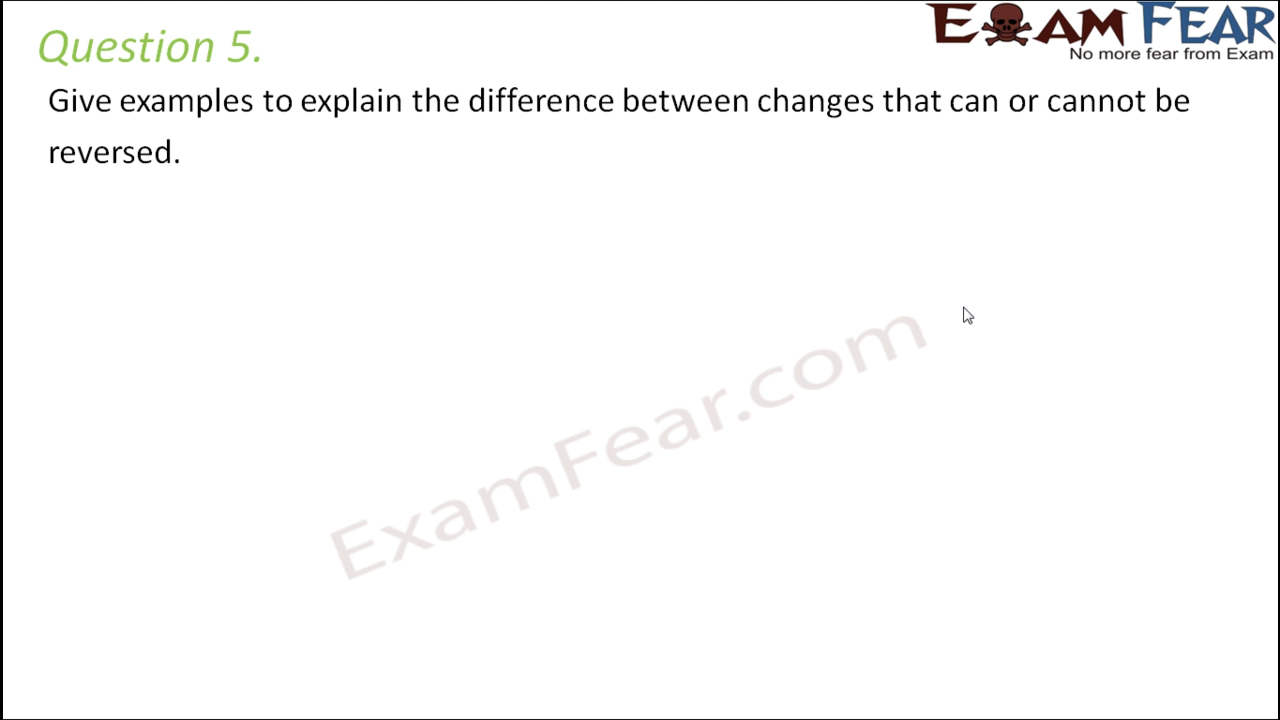 EXAM FEAR
No more fear from Exam
Question 5.
Give examples to explain the difference between changes that can or cannot be
reversed.
ExamFear.com